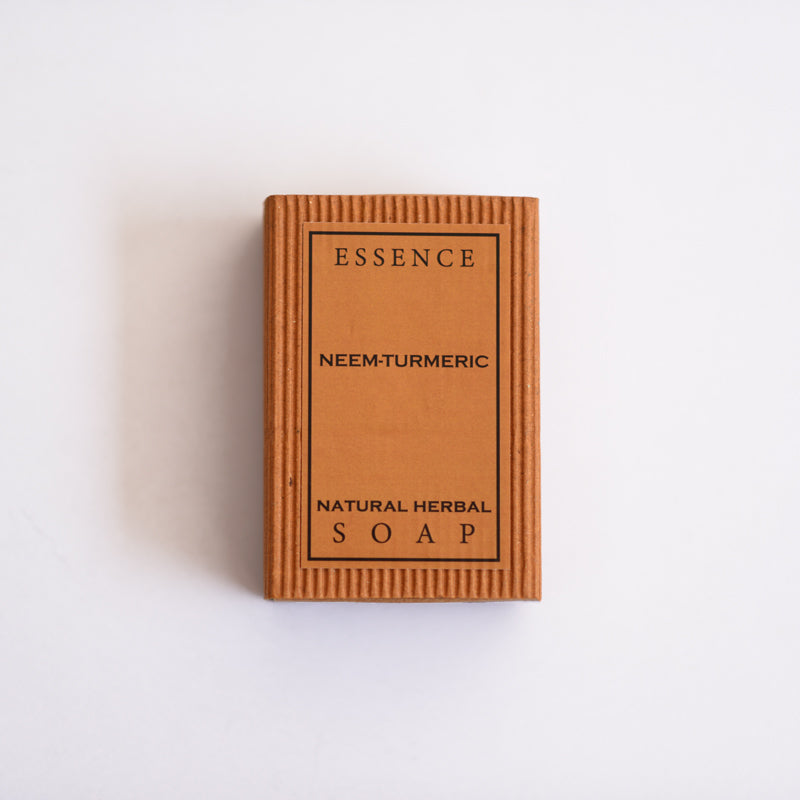 ESSENCE
NEEM-TURMERIC
NATURAL HERBAL
SOAP